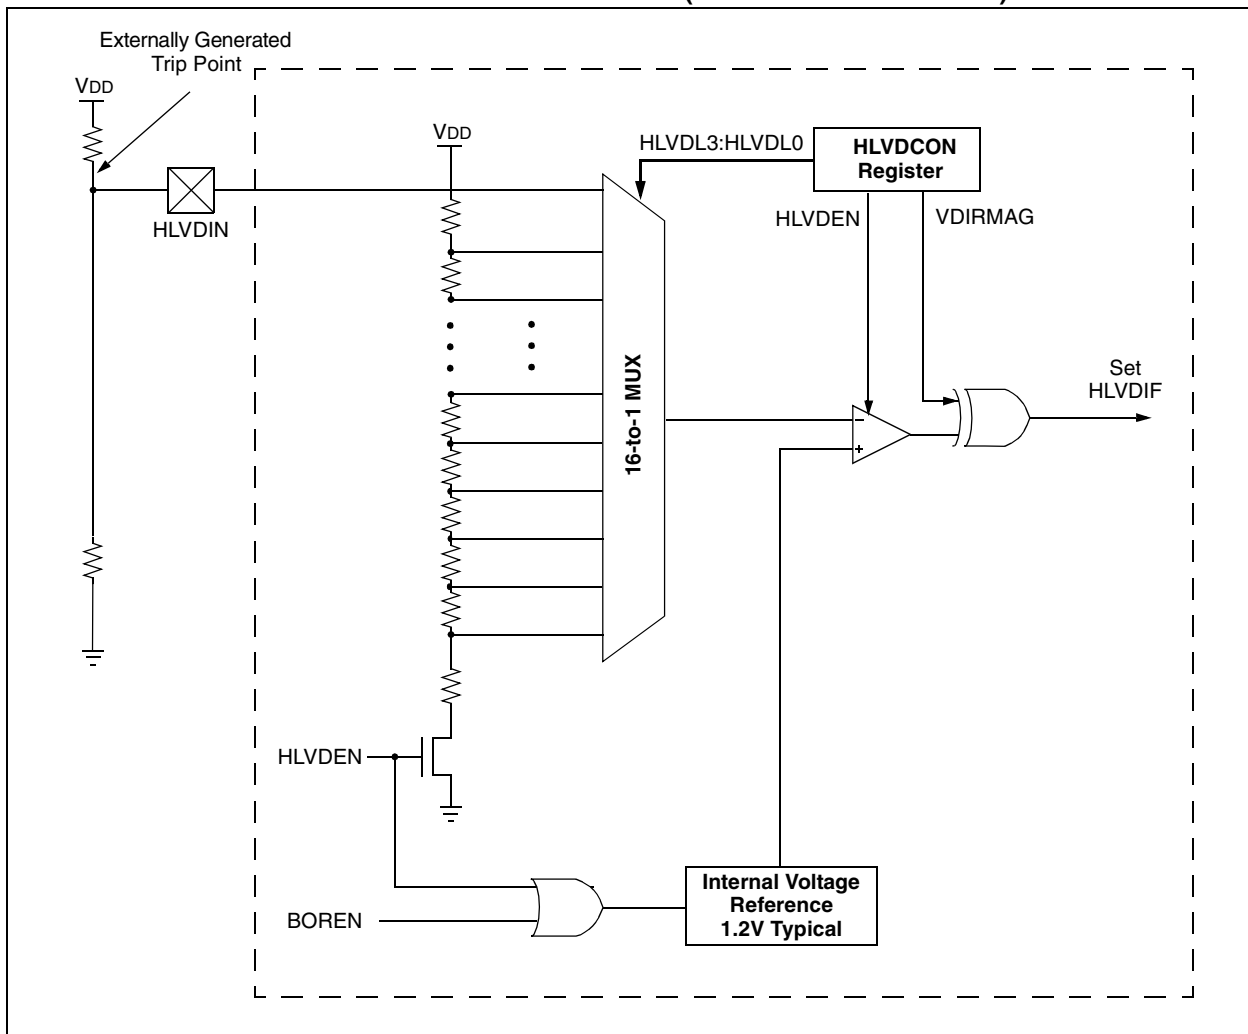 Externally Generated
Trip Point
VDD
VDD
HLVDL3:HLVDL0
HLVDCON
Register
HLVDIN
HLVDEN
VDIRMAG
16-to-1 MUX
Set
HLVDIF
–
+
HLVDEN
BOREN
Internal Voltage
Reference
1.2V Typical